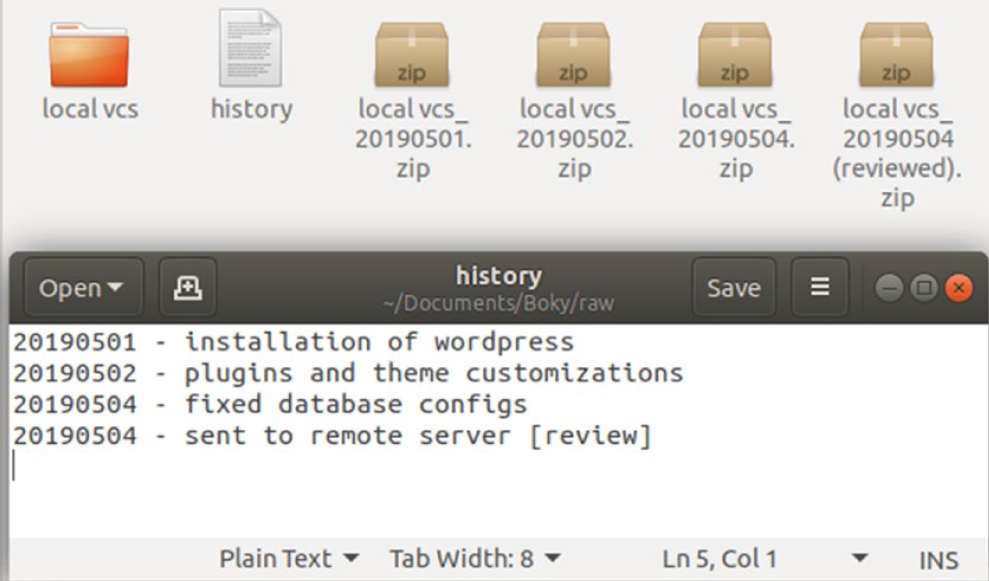 local vcs
history
zip
local vcs_
20190501.
zip
zip
local vcs_
20190502.
zip
zip
local vcs_
20190504.
zip
zip
local vcs_
20190504
(reviewed).
zip
Open
history
~/Documents/Boky/raw
Save
20190501 - installation of wordpress
20190502 - plugins and theme customizations
20190504 - fixed database configs
20190504 - sent to remote server [review]
Plain Text Tab Width: 8 Ln 5, Col 1 INS